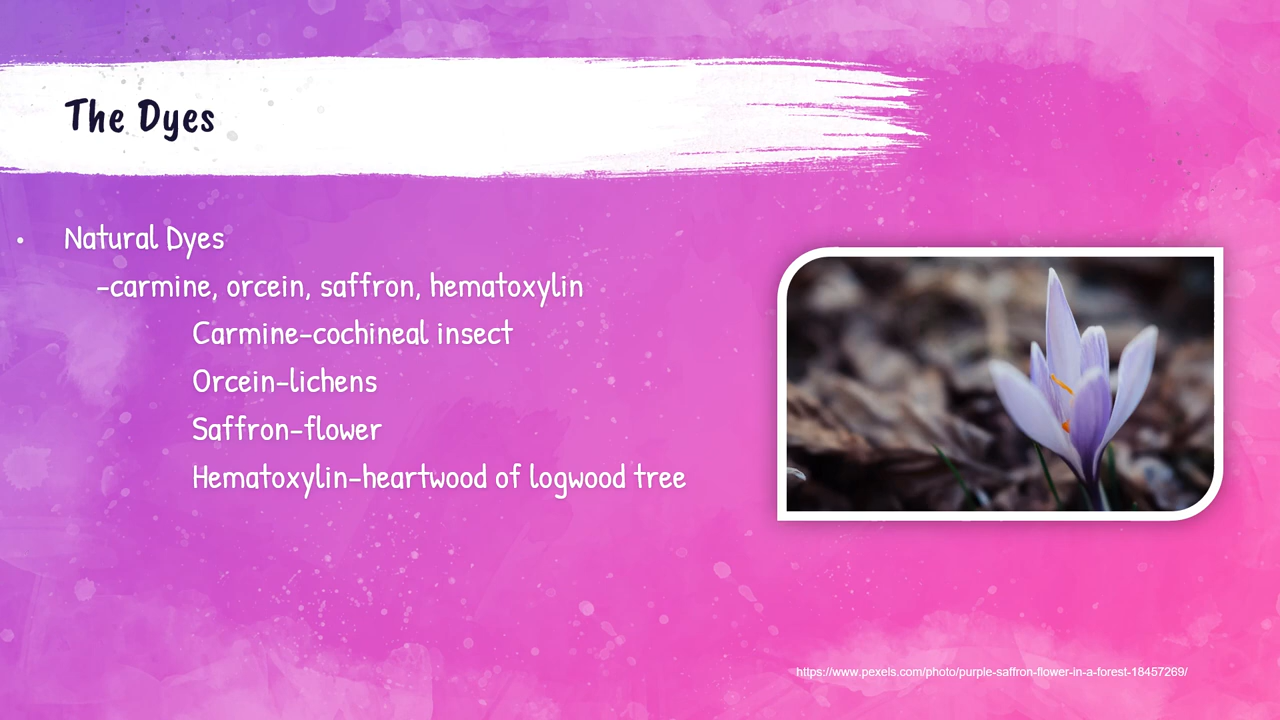 The Dyes
• Natural Dyes
-carmine, orcein, saffron, hematoxylin
Carmine-cochineal insect
Orcein-lichens
Saffron-flower
Hematoxylin-heartwood of logwood tree
https://www.pexels.com/photo/purple-saffron-flower-in-a-forest-18457269/